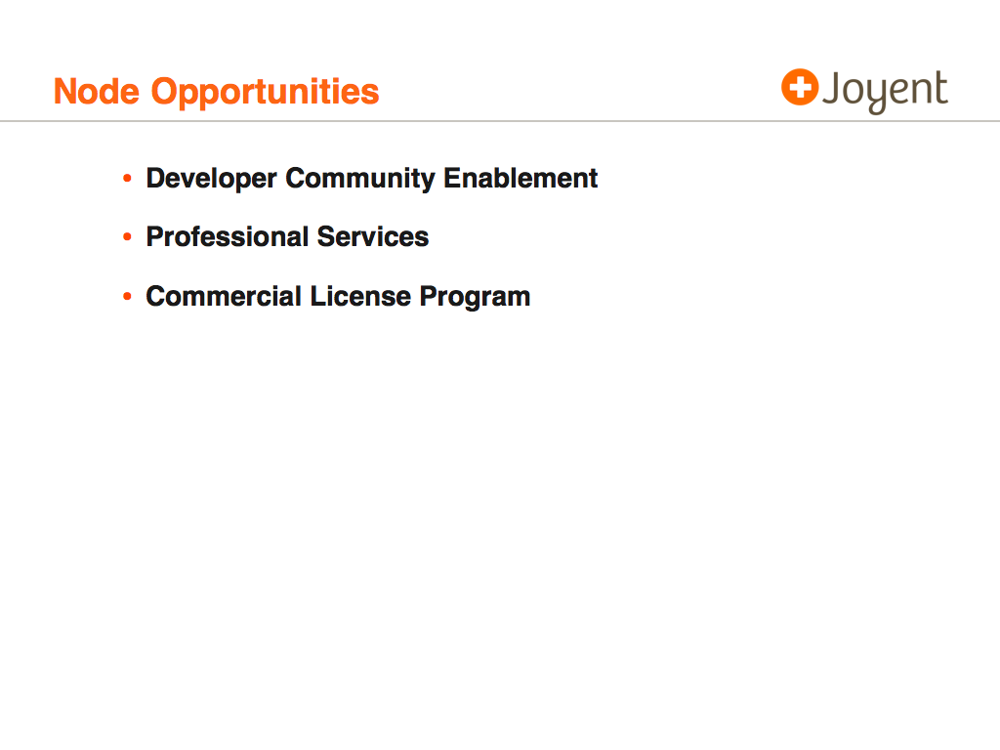 Node Opportunities
Joyent
• Developer Community Enablement
• Professional Services
• Commercial License Program